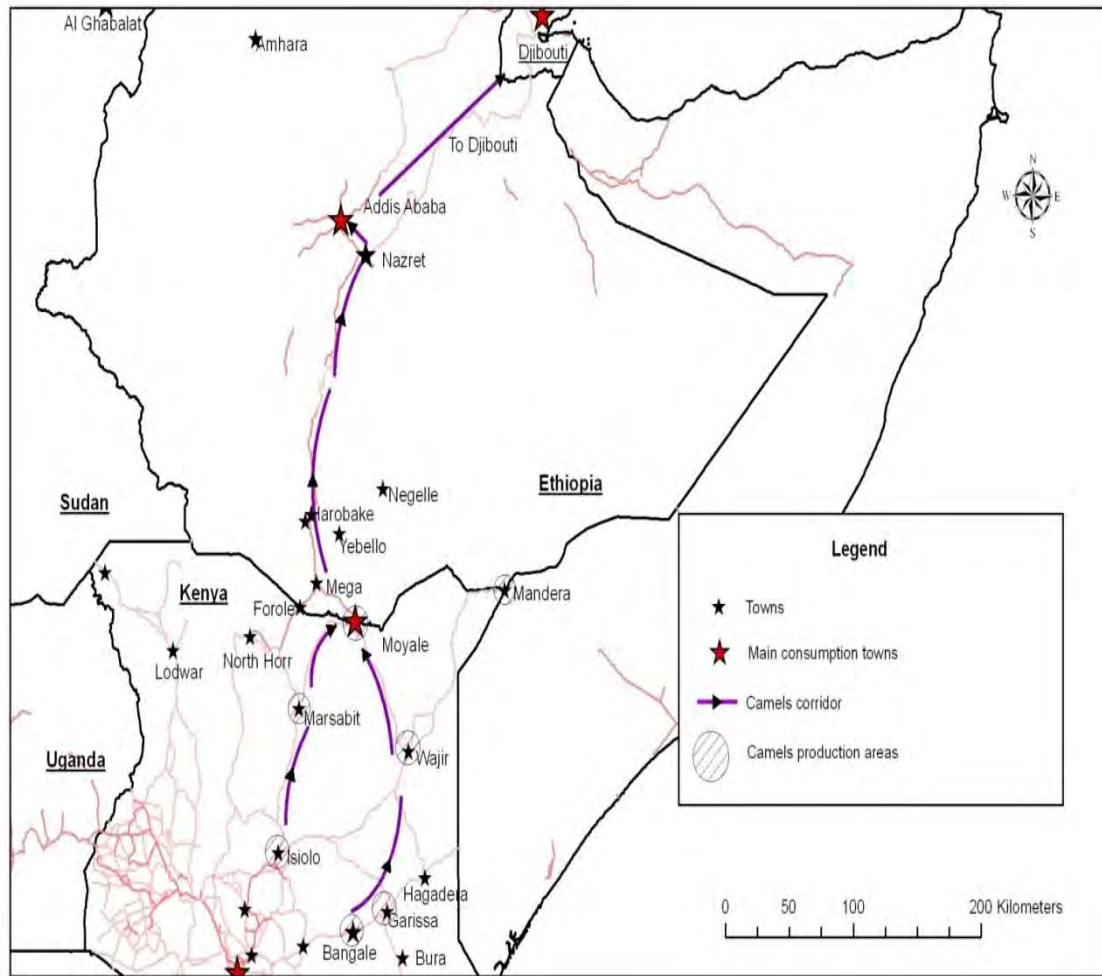 Al Ghabalat
Amhara
Djibouti
To Djibouti
Addis Ababa
Nazret
N
W E
S
Negelle
Ethiopia
Sudan
Harobake
Yebello
Mega
Kenya
Forole
Mandera
Moyale
North Horr
Lodwar
Marsabit
Uganda
Wajir
Isiolo
Hagadera
Garissa
Bangale
Bura
Legend
Towns
Main consumption towns
Camels corridor
Camels production areas
0 50 100 200 Kilometers